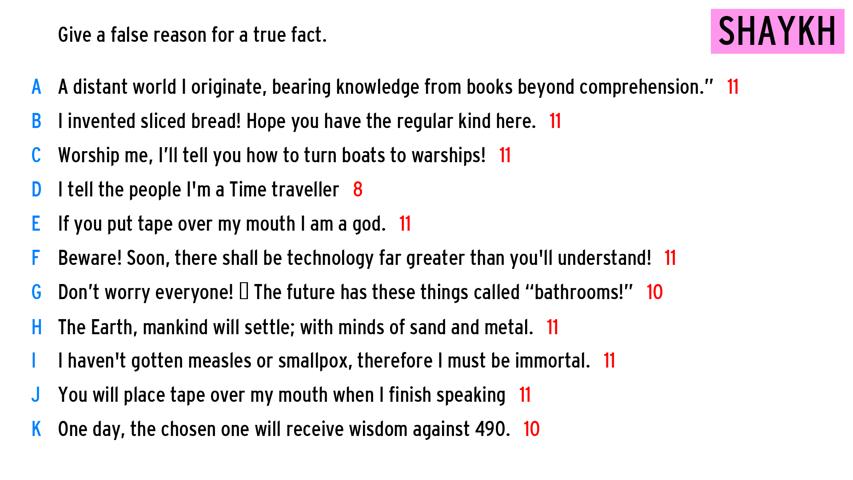 Give a false reason for a true fact.
SHAYKH
A A distant world I originate, bearing knowledge from books beyond comprehension.” 11
B I invented sliced bread! Hope you have the regular kind here. 11
C Worship me, I’ll tell you how to turn boats to warships! 11
D I tell the people I'm a Time traveller 8
E If you put tape over my mouth I am a god. 11
F Beware! Soon, there shall be technology far greater than you'll understand! 11
G Don’t worry everyone! ▯ The future has these things called “bathrooms!” 10
H The Earth, mankind will settle; with minds of sand and metal. 11
I I haven't gotten measles or smallpox, therefore I must be immortal. 11
J You will place tape over my mouth when I finish speaking 11
K One day, the chosen one will receive wisdom against 490. 10